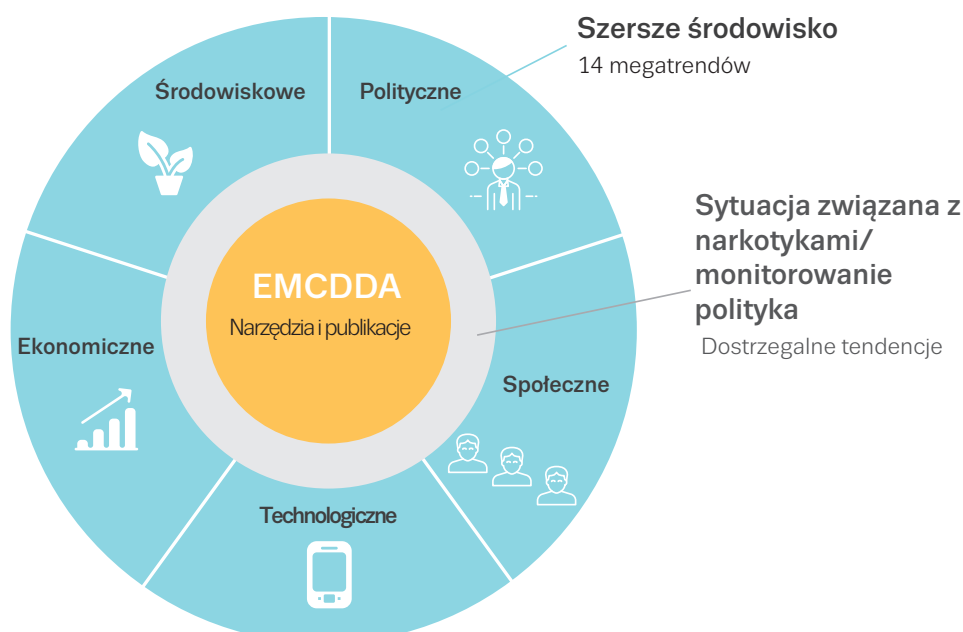 Szersze środowisko
14 megatrendów
Środowiskowe
Polityczne
Sytuacja związana z
narkotykami/
monitorowanie
polityka
Dostrzegalne tendencje
EMCDDA
Narzędzia i publikacje
Ekonomiczne
Społeczne
Technologiczne